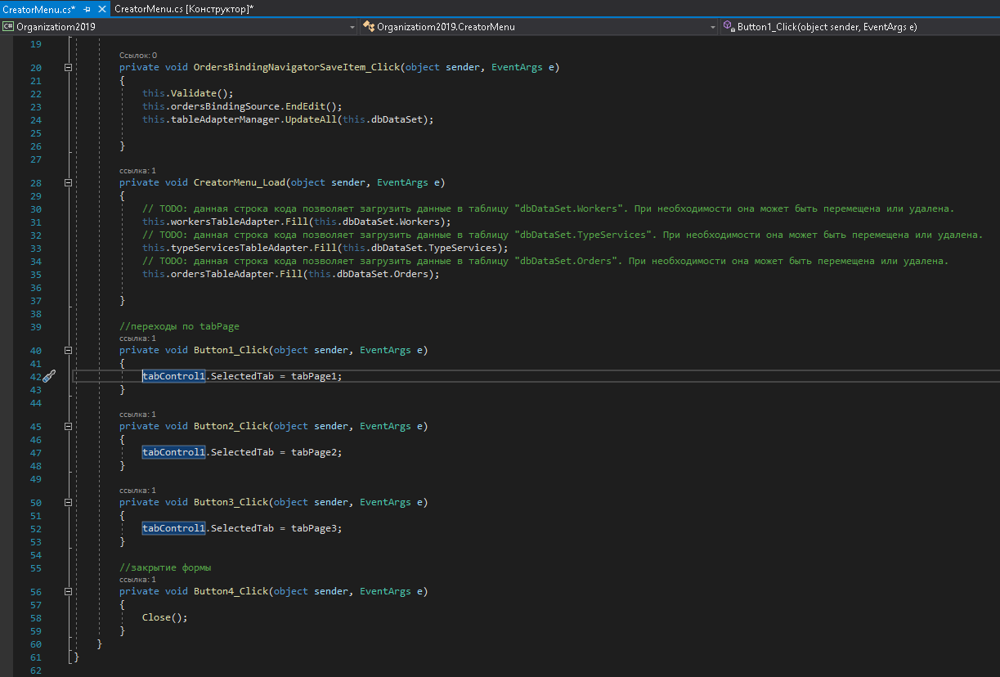 CreatorMenu.cs*
CreatorMenu.cs [Конструктор]*
C# Organizatiom2019
Organizatiom2019.CreatorMenu
Button1_Click(object sender, EventArgs e)
19
Ссылок: 0
20 private void OrdersBindingNavigatorSaveItem_Click(object sender, EventArgs e)
21 {
22 this.Validate();
23 this.ordersBindingSource.EndEdit();
24 this.tableAdapterManager.UpdateAll(this.dbDataSet);
25
26 }
27
ссылка: 1
28 private void CreatorMenu_Load(object sender, EventArgs e)
29 {
30 // TODO: данная строка кода позволяет загрузить данные в таблицу "dbDataSet.Workers". При необходимости она может быть перемещена или удалена.
31 this.workersTableAdapter.Fill(this.dbDataSet.Workers);
32 // TODO: данная строка кода позволяет загрузить данные в таблицу "dbDataSet.TypeServices". При необходимости она может быть перемещена или удалена.
33 this.typeServicesTableAdapter.Fill(this.dbDataSet.TypeServices);
34 // TODO: данная строка кода позволяет загрузить данные в таблицу "dbDataSet.Orders". При необходимости она может быть перемещена или удалена.
35 this.ordersTableAdapter.Fill(this.dbDataSet.Orders);
36
37 }
38
39 //переходы по tabPage
ссылка: 1
40 private void Button1_Click(object sender, EventArgs e)
41 {
42 tabControl1.SelectedTab = tabPage1;
43 }
44
ссылка: 1
45 private void Button2_Click(object sender, EventArgs e)
46 {
47 tabControl1.SelectedTab = tabPage2;
48 }
49
ссылка: 1
50 private void Button3_Click(object sender, EventArgs e)
51 {
52 tabControl1.SelectedTab = tabPage3;
53 }
54
55 //закрытие формы
ссылка: 1
56 private void Button4_Click(object sender, EventArgs e)
57 {
58 Close();
59 }
60 }
61 }
62